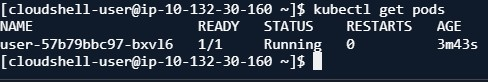 [cloudshell-user@ip-10-132-30-160 ~]$ kubectl get pods
NAME READY STATUS RESTARTS AGE
user-57b79bbc97-bxvl6 1/1 Running 0 3m43s
[cloudshell-user@ip-10-132-30-160 ~]$